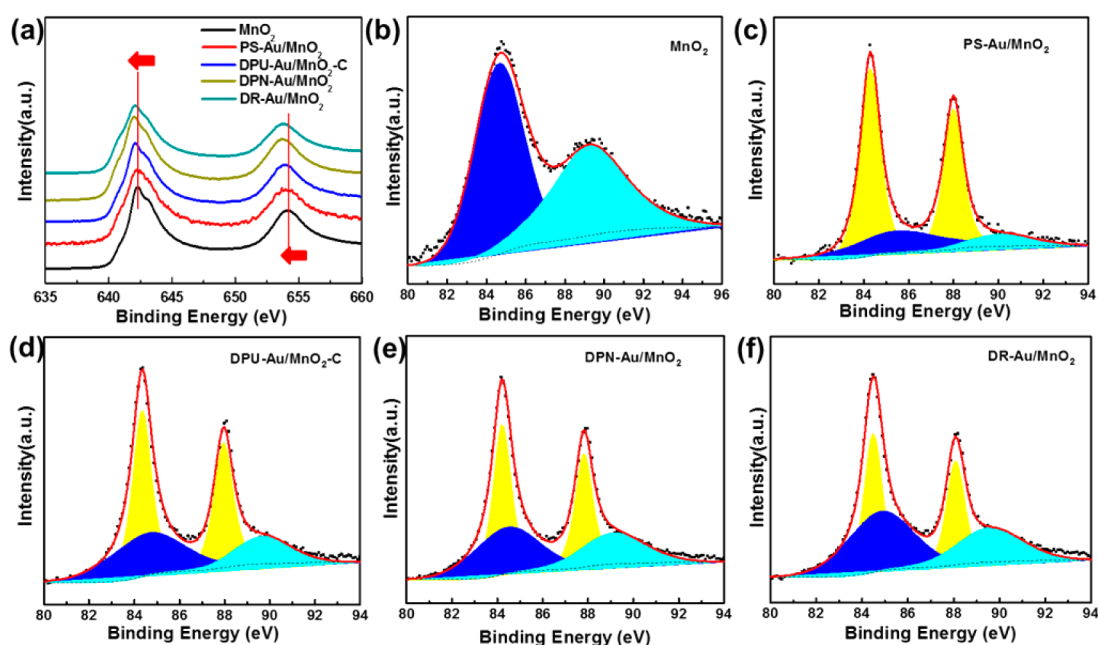 (a)
MnO₂
PS-Au/MnO₂
DPU-Au/MnO₂-C
DPN-Au/MnO₂
DR-Au/MnO₂
Intensity(a.u.)
635 640 645 650 655 660
Binding Energy (eV)
(b)
MnO₂
Intensity(a.u.)
80 82 84 86 88 90 92 94 96
Binding Energy (eV)
(c)
PS-Au/MnO₂
Intensity(a.u.)
80 82 84 86 88 90 92 94
Binding Energy (eV)
(d)
DPU-Au/MnO₂-C
Intensity(a.u.)
80 82 84 86 88 90 92 94
Binding Energy (eV)
(e)
DPN-Au/MnO₂
Intensity(a.u.)
80 82 84 86 88 90 92 94
Binding Energy (eV)
(f)
DR-Au/MnO₂
Intensity(a.u.)
80 82 84 86 88 90 92 94
Binding Energy (eV)